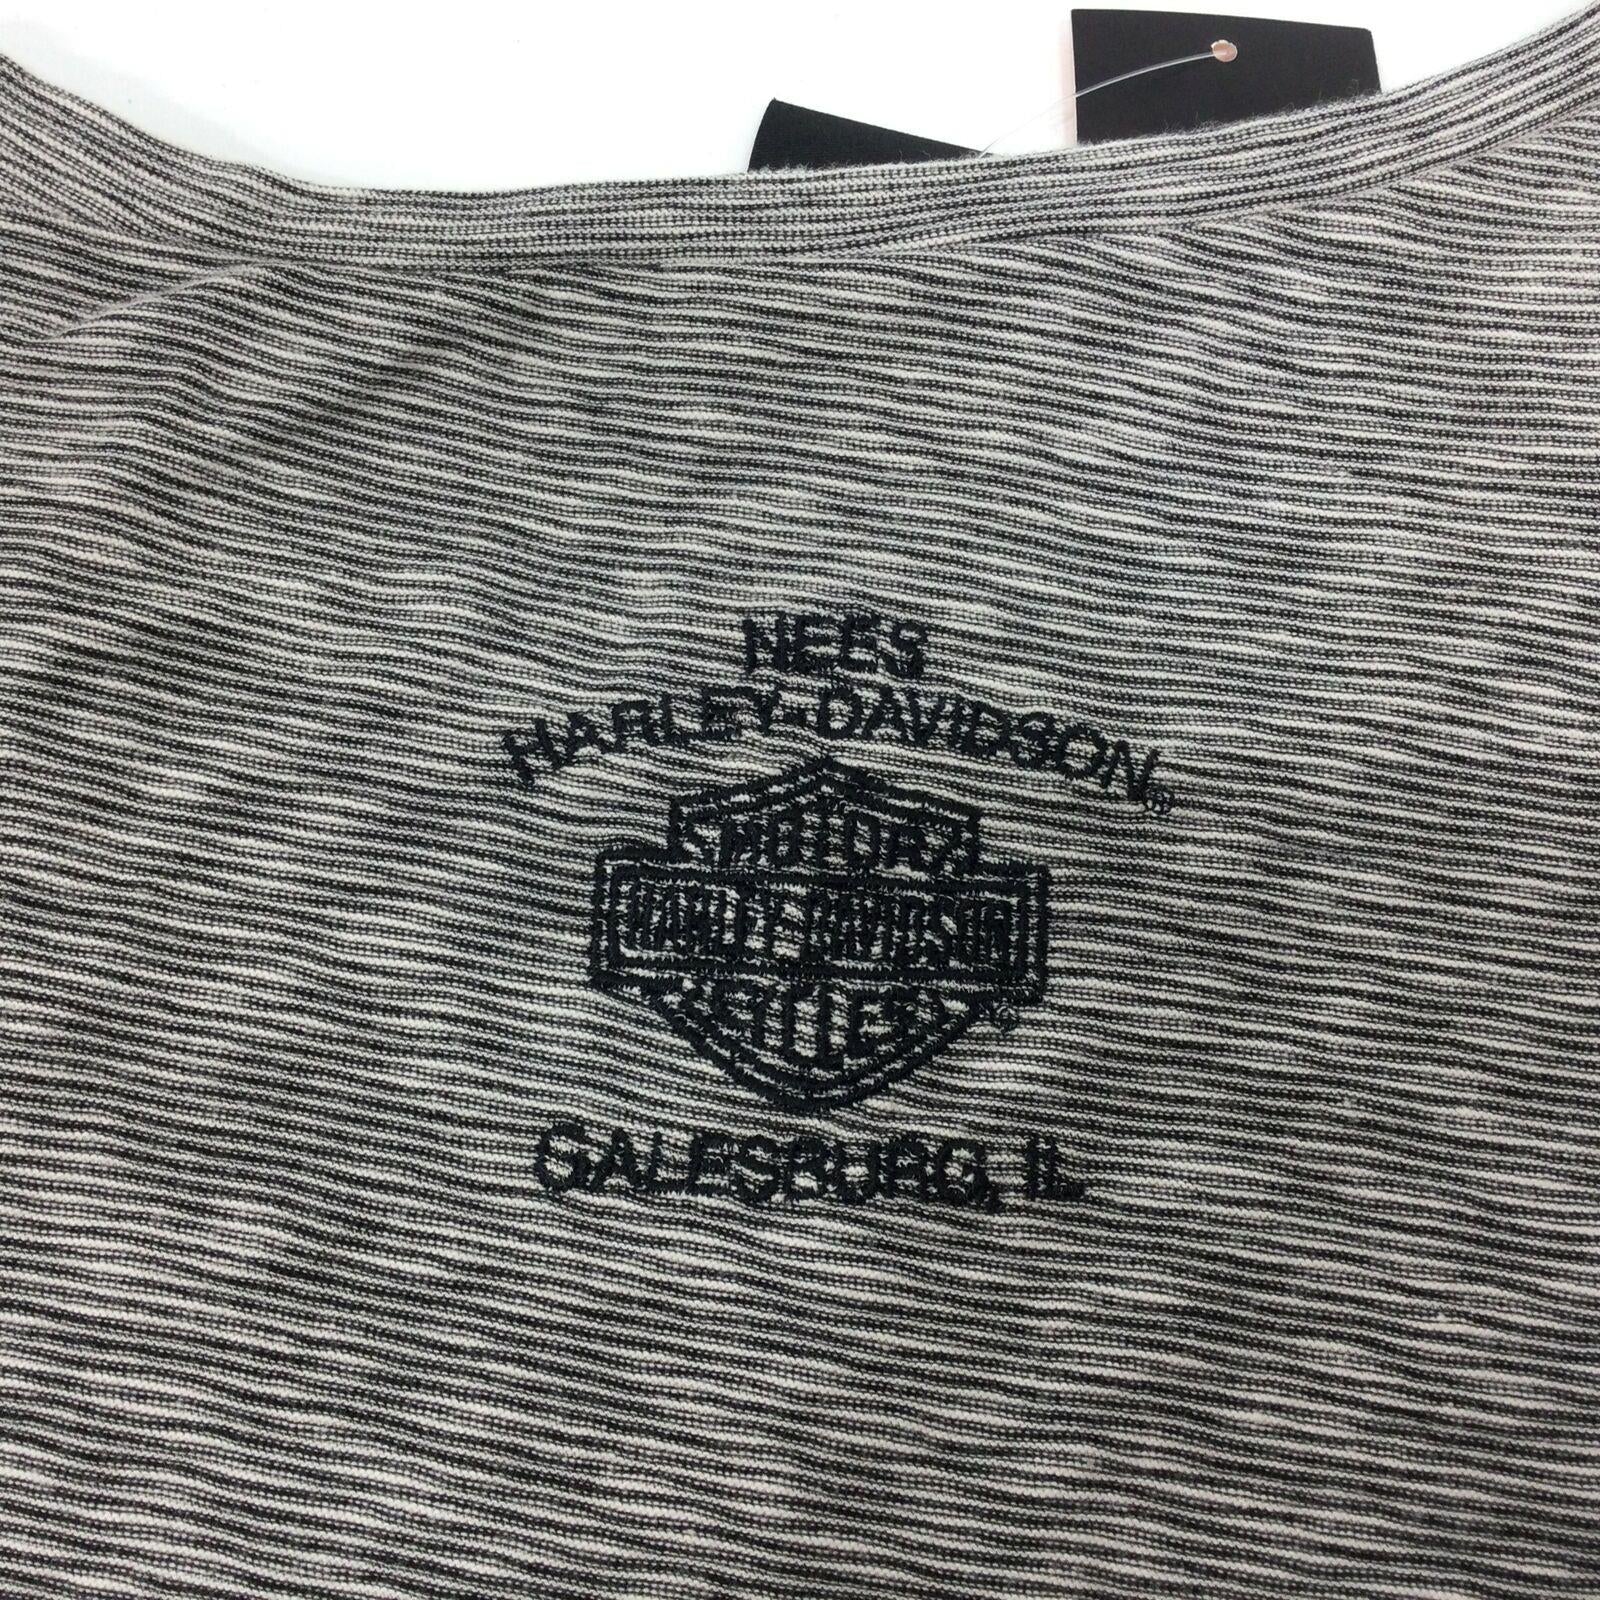 NEES
HARLEY-DAVIDSON®
MOTOR
HARLEY-DAVIDSON
CYCLES ®
GALESBURG, IL